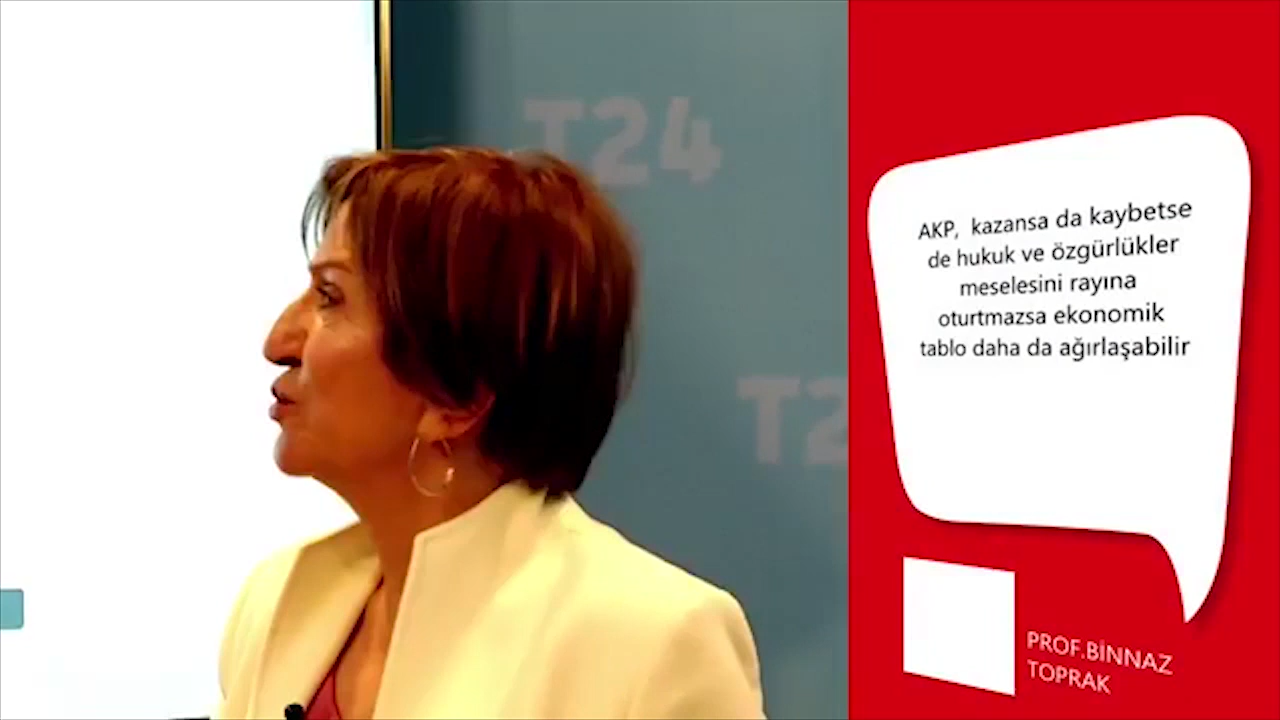 T24
T2
AKP, kazansa da kaybetse
de hukuk ve özgürlükler
meselesini rayına
oturtmazsa ekonomik
tablo daha da ağırlaşabilir
PROF.BİNNAZ
TOPRAK